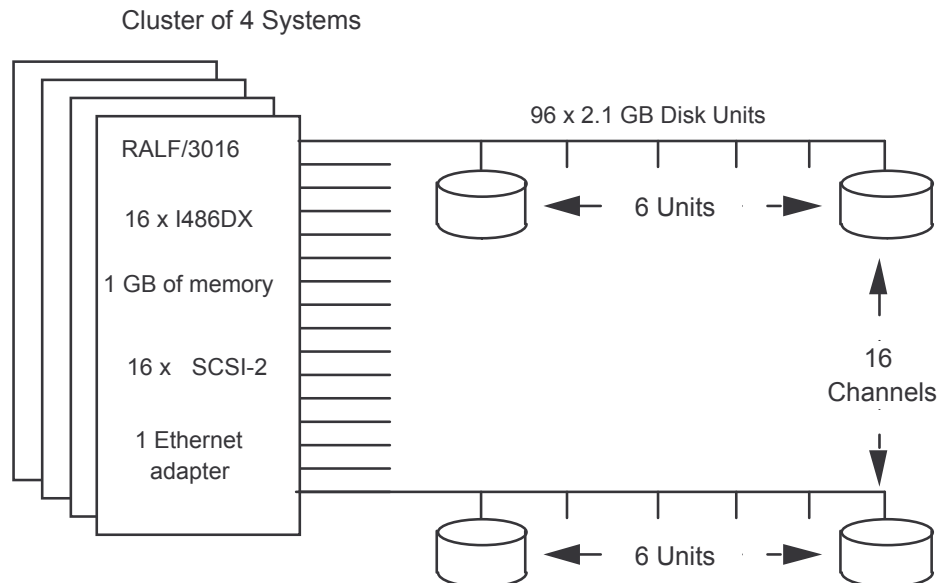 Cluster of 4 Systems
96 x 2.1 GB Disk Units
RALF/3016
16 x I486DX
6 Units
1 GB of memory
16 x SCSI-2
16
Channels
1 Ethernet
adapter
6 Units